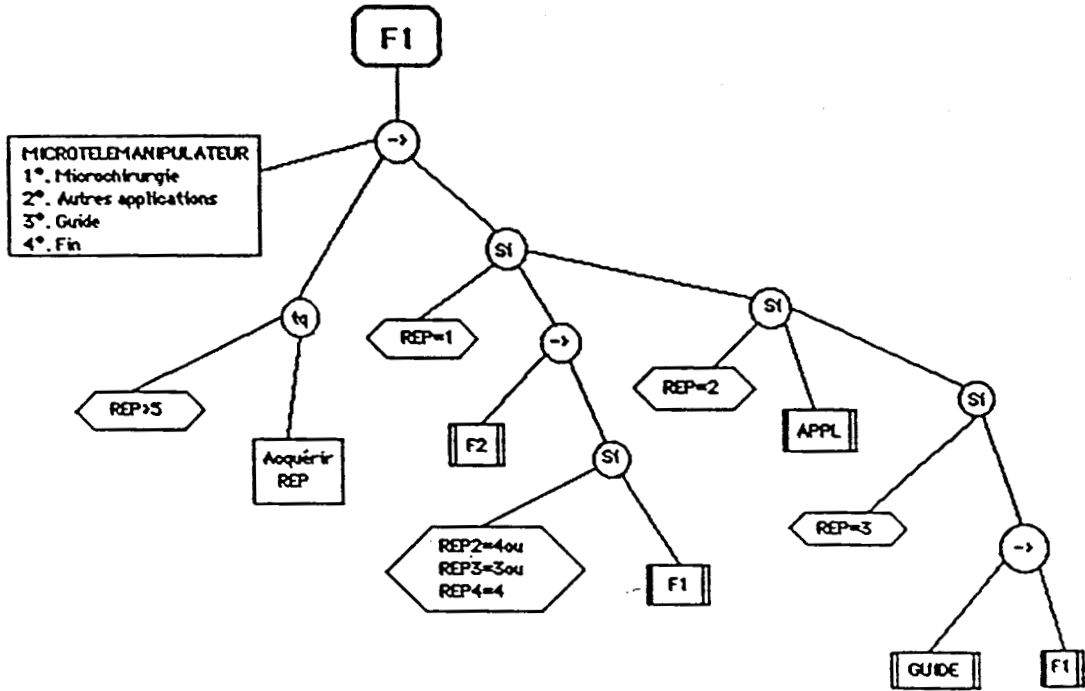 F1
->
MICROTELEMANIPULATEUR
1°. Microchirurgie
2°. Autres applications
3°. Guide
4°. Fin
Si
Si
tq
REP=1
->
REP=2
Si
REP>5
F2
APPL
Acquérir
REP
Si
REP=3
REP2=4ou
REP3=3ou
REP4=4
F1
->
GUIDE
F1